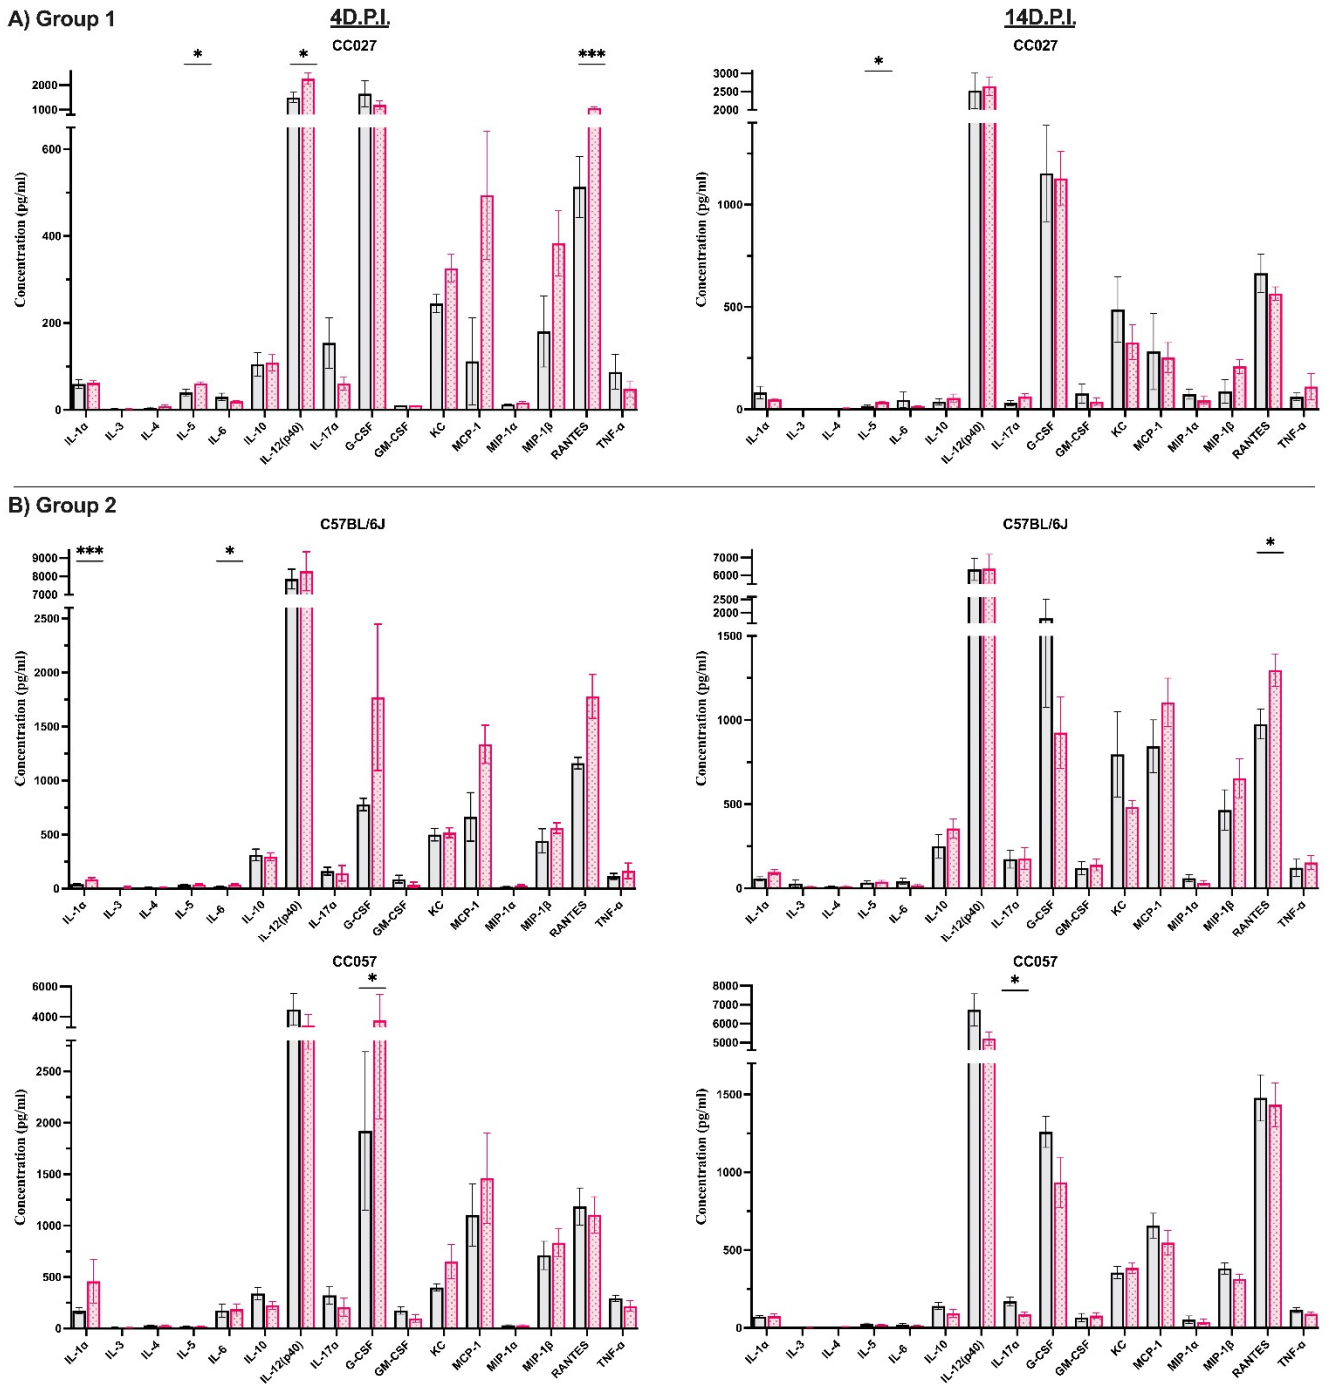 A) Group 1
4D.P.I.
14D.P.I.
CC027
* * ***
2000
1000
600
400
200
0
Concentration (pg/ml)
IL-1α IL-3 IL-4 IL-5 IL-6 IL-10 IL-12(p40) IL-17α G-CSF GM-CSF KC MCP-1 MIP-1α MIP-1β RANTES TNF-α
CC027
*
3000
2500
2000
1000
500
0
Concentration (pg/ml)
IL-1α IL-3 IL-4 IL-5 IL-6 IL-10 IL-12(p40) IL-17α G-CSF GM-CSF KC MCP-1 MIP-1α MIP-1β RANTES TNF-α
B) Group 2
C57BL/6J
*** *
9000
8000
7000
2500
2000
1500
1000
500
0
Concentration (pg/ml)
IL-1α IL-3 IL-4 IL-5 IL-6 IL-10 IL-12(p40) IL-17α G-CSF GM-CSF KC MCP-1 MIP-1α MIP-1β RANTES TNF-α
C57BL/6J
*
7000
6000
2500
2000
1500
1000
500
0
Concentration (pg/ml)
IL-1α IL-3 IL-4 IL-5 IL-6 IL-10 IL-12(p40) IL-17α G-CSF GM-CSF KC MCP-1 MIP-1α MIP-1β RANTES TNF-α
CC057
*
6000
4000
2500
2000
1500
1000
500
0
Concentration (pg/ml)
IL-1α IL-3 IL-4 IL-5 IL-6 IL-10 IL-12(p40) IL-17α G-CSF GM-CSF KC MCP-1 MIP-1α MIP-1β RANTES TNF-α
CC057
*
8000
7000
6000
5000
1500
1000
500
0
Concentration (pg/ml)
IL-1α IL-3 IL-4 IL-5 IL-6 IL-10 IL-12(p40) IL-17α G-CSF GM-CSF KC MCP-1 MIP-1α MIP-1β RANTES TNF-α